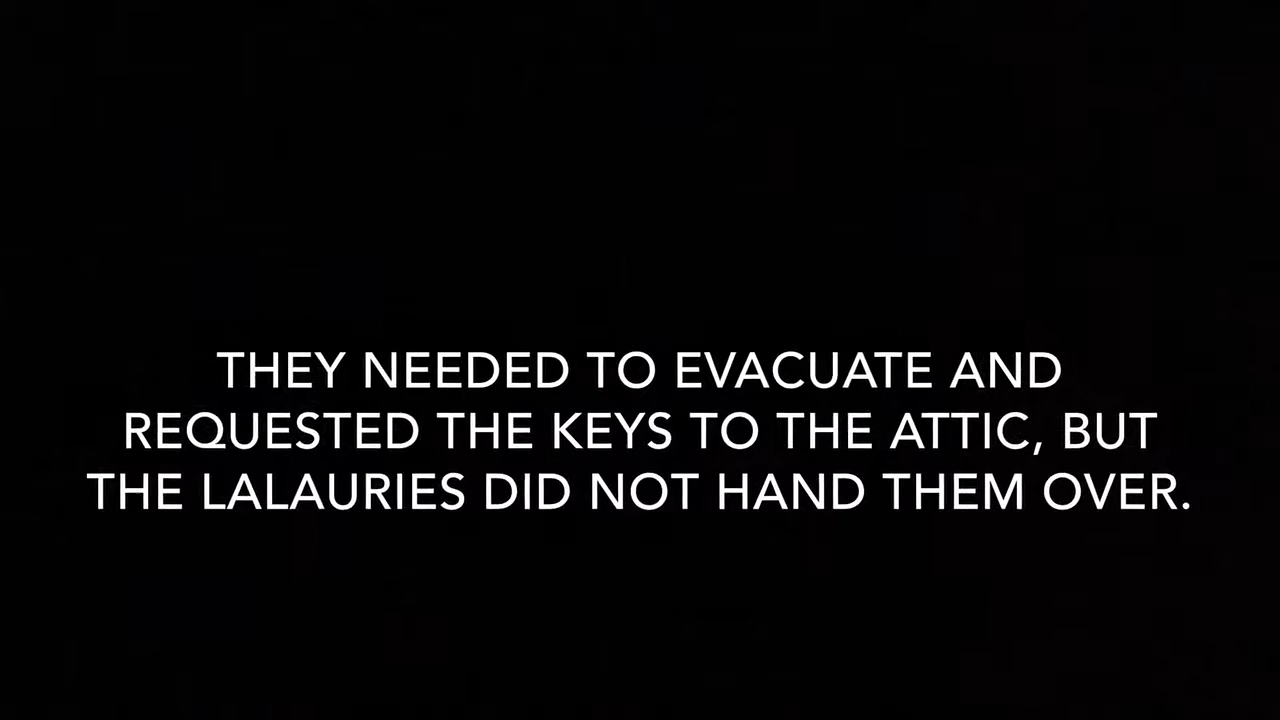 THEY NEEDED TO EVACUATE AND
REQUESTED THE KEYS TO THE ATTIC, BUT
THE LALAURIES DID NOT HAND THEM OVER.